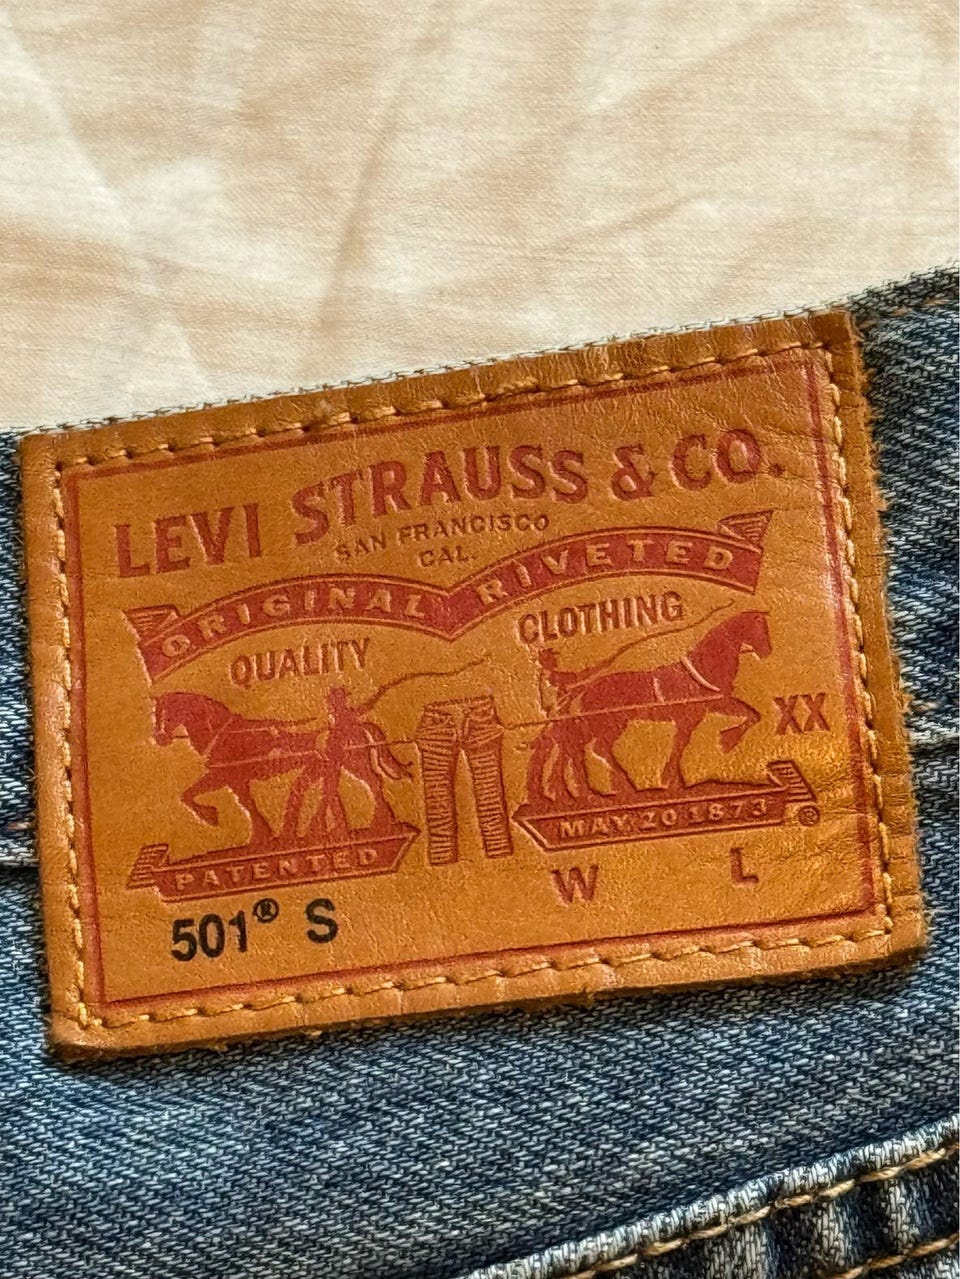 LEVI STRAUSS & CO.
SAN FRANCISCO
CAL.
ORIGINAL RIVETED
QUALITY CLOTHING
XX
PATENTED MAY 20 1873 ®
W L
501® S